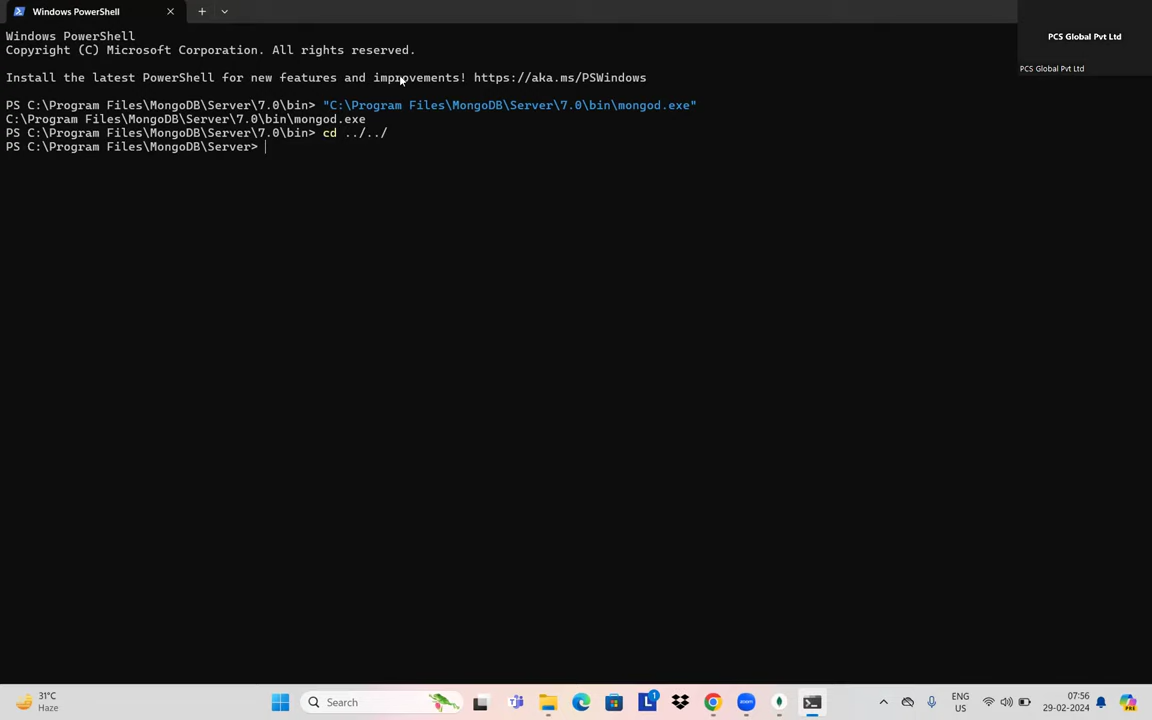 Windows PowerShell
PCS Global Pvt Ltd
PCS Global Pvt Ltd
Windows PowerShell
Copyright (C) Microsoft Corporation. All rights reserved.
Install the latest PowerShell for new features and improvements! https://aka.ms/PSWindows
PS C:\Program Files\MongoDB\Server\7.0\bin> "C:\Program Files\MongoDB\Server\7.0\bin\mongod.exe"
C:\Program Files\MongoDB\Server\7.0\bin\mongod.exe
PS C:\Program Files\MongoDB\Server\7.0\bin> cd ../../
PS C:\Program Files\MongoDB\Server>
31°C
Haze
Search
L
1
zoom
ENG
US
07:56
29-02-2024
PRE